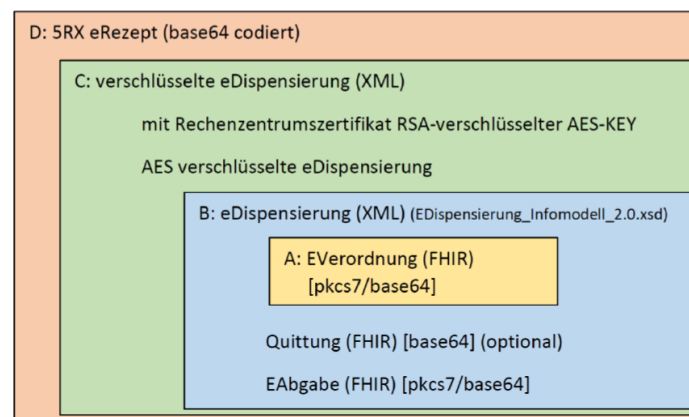 D: 5RX eRezept (base64 codiert)
C: verschlüsselte eDispensierung (XML)
mit Rechenzentrumszertifikat RSA-verschlüsselter AES-KEY
AES verschlüsselte eDispensierung
B: eDispensierung (XML) (EDispensierung_Infomodell_2.0.xsd)
A: EVerordnung (FHIR)
[pkcs7/base64]
Quittung (FHIR) [base64] (optional)
EAbgabe (FHIR) [pkcs7/base64]